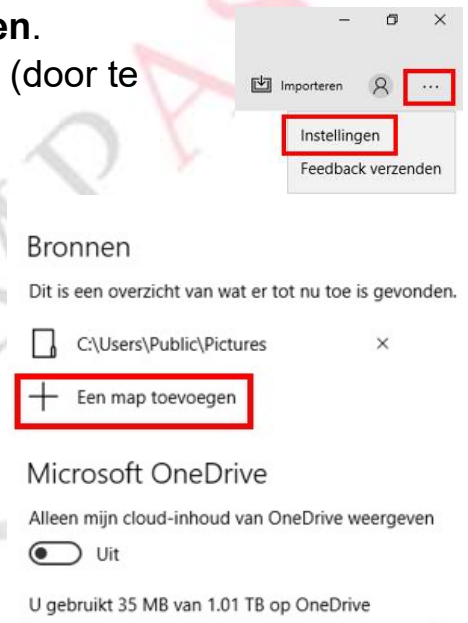 en.
(door te
Importeren
...
Instellingen
Feedback verzenden
Bronnen
Dit is een overzicht van wat er tot nu toe is gevonden.
C:\Users\Public\Pictures
Een map toevoegen
Microsoft OneDrive
Alleen mijn cloud-inhoud van OneDrive weergeven
Uit
U gebruikt 35 MB van 1.01 TB op OneDrive